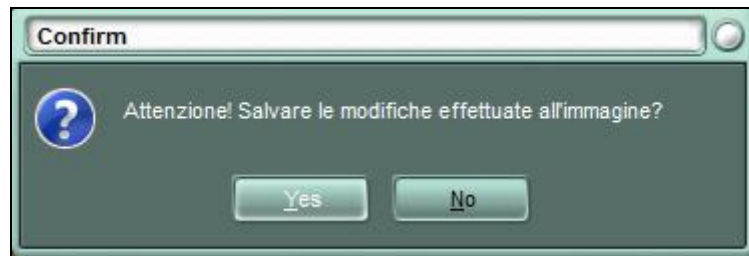 Confirm
Attenzione! Salvare le modifiche effettuate all'immagine?
Yes
No